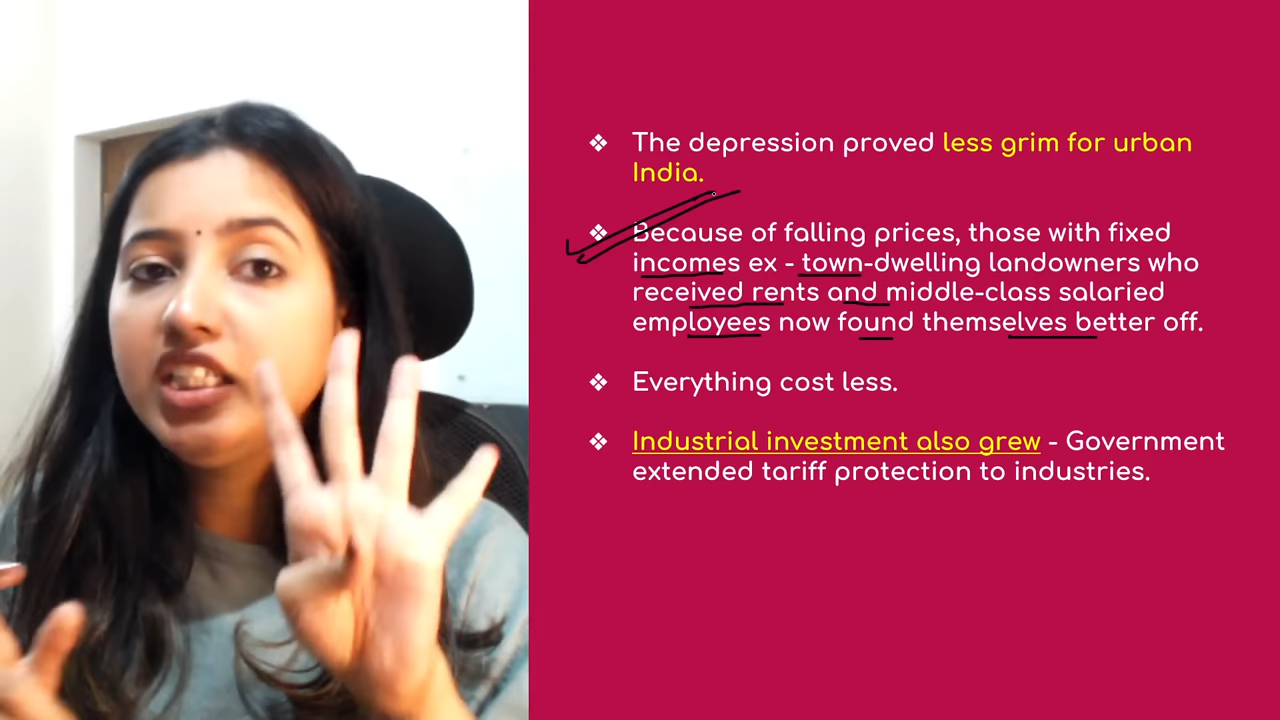 ❖ The depression proved less grim for urban
India.
❖ Because of falling prices, those with fixed
incomes ex - town-dwelling landowners who
received rents and middle-class salaried
employees now found themselves better off.
❖ Everything cost less.
❖ Industrial investment also grew - Government
extended tariff protection to industries.